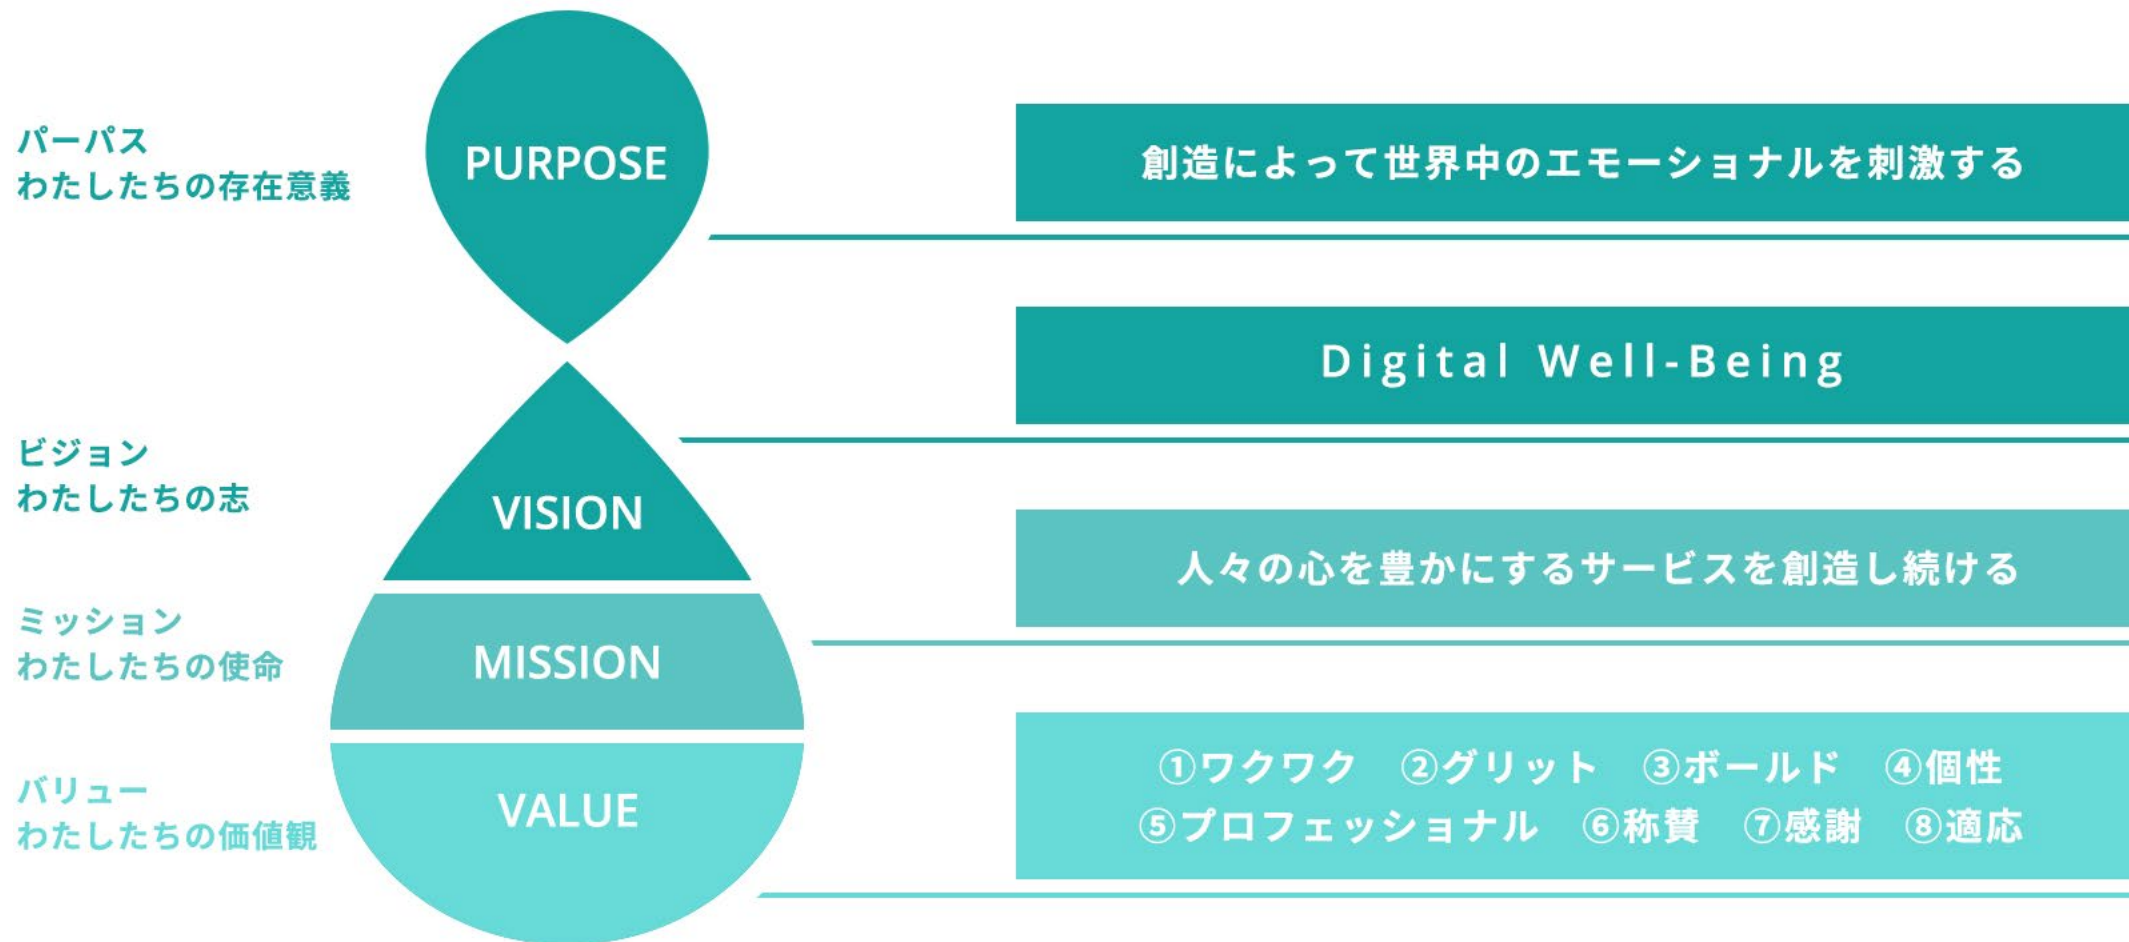 パーパス
わたしたちの存在意義
PURPOSE
創造によって世界中のエモーショナルを刺激する
ビジョン
わたしたちの志
VISION
Digital Well-Being
ミッション
わたしたちの使命
MISSION
人々の心を豊かにするサービスを創造し続ける
バリュー
わたしたちの価値観
VALUE
①ワクワク ②グリット ③ボールド ④個性
⑤プロフェッショナル ⑥称賛 ⑦感謝 ⑧適応